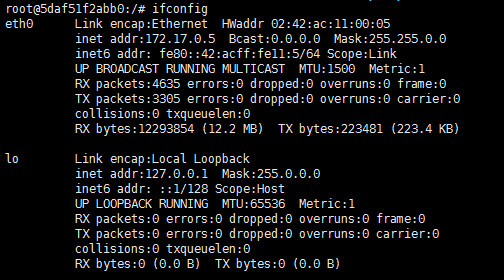 root@5daf51f2abb0:/# ifconfig
eth0      Link encap:Ethernet  HWaddr 02:42:ac:11:00:05
          inet addr:172.17.0.5  Bcast:0.0.0.0  Mask:255.255.0.0
          inet6 addr: fe80::42:acff:fe11:5/64 Scope:Link
          UP BROADCAST RUNNING MULTICAST  MTU:1500  Metric:1
          RX packets:4635 errors:0 dropped:0 overruns:0 frame:0
          TX packets:3305 errors:0 dropped:0 overruns:0 carrier:0
          collisions:0 txqueuelen:0
          RX bytes:12293854 (12.2 MB)  TX bytes:223481 (223.4 KB)

lo        Link encap:Local Loopback
          inet addr:127.0.0.1  Mask:255.0.0.0
          inet6 addr: ::1/128 Scope:Host
          UP LOOPBACK RUNNING  MTU:65536  Metric:1
          RX packets:0 errors:0 dropped:0 overruns:0 frame:0
          TX packets:0 errors:0 dropped:0 overruns:0 carrier:0
          collisions:0 txqueuelen:0
          RX bytes:0 (0.0 B)  TX bytes:0 (0.0 B)